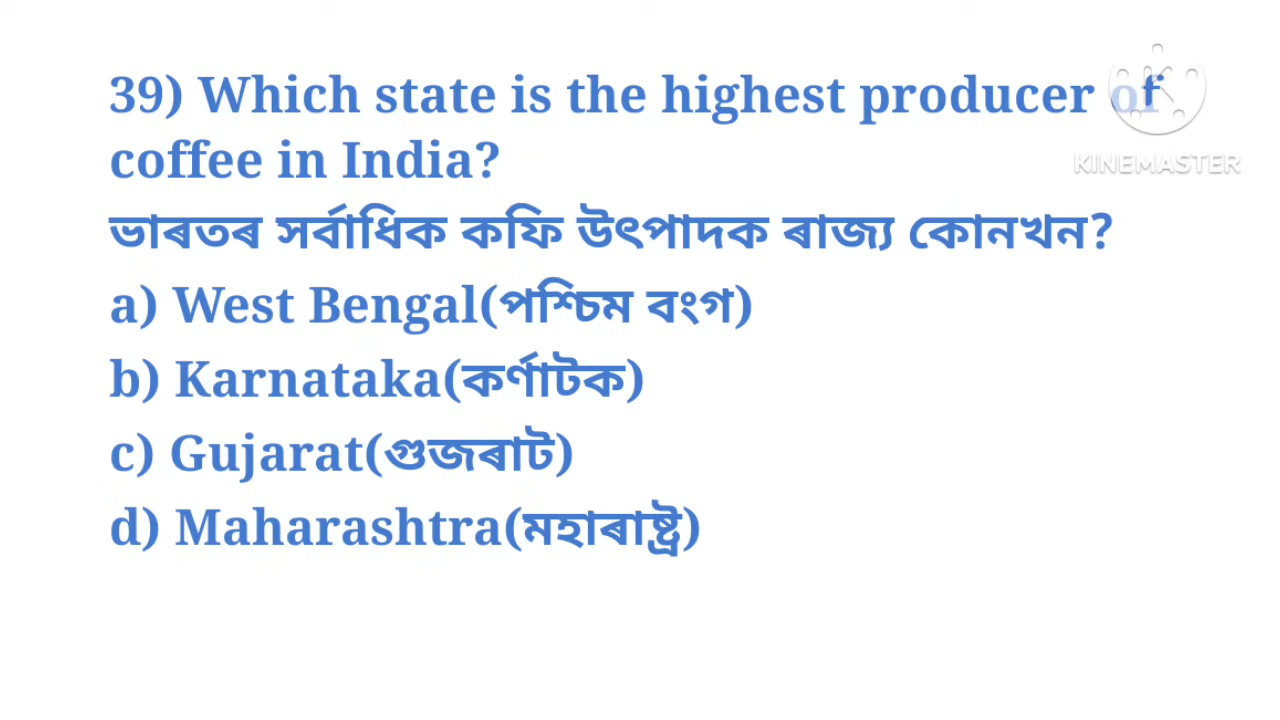 39) Which state is the highest producer of
coffee in India?
KINEMASTER
ভাৰতৰ সৰ্বাধিক কফি উৎপাদক ৰাজ্য কোনখন?
a) West Bengal(পশ্চিম বংগ)
b) Karnataka(কৰ্ণাটক)
c) Gujarat(গুজৰাট)
d) Maharashtra(মহাৰাষ্ট্ৰ)